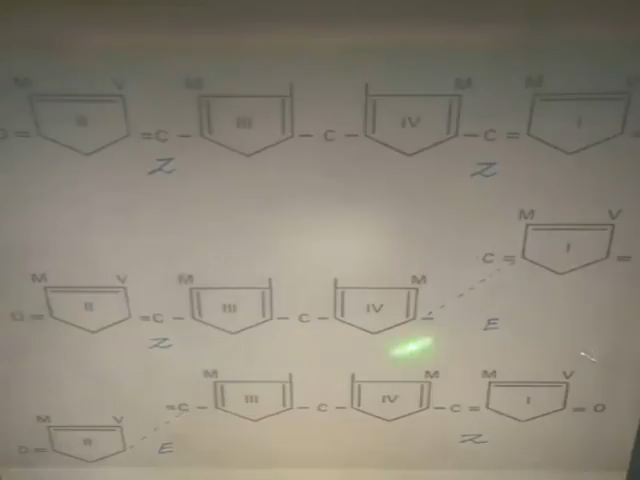 M V M M M
O= II =C- III -C- IV -C= I
Z Z
M V
C= I =
M V M M
O= II =C- III -C- IV -
Z E
M M M V
=C- III -C- IV -C= I =O
M V
O= II
E Z